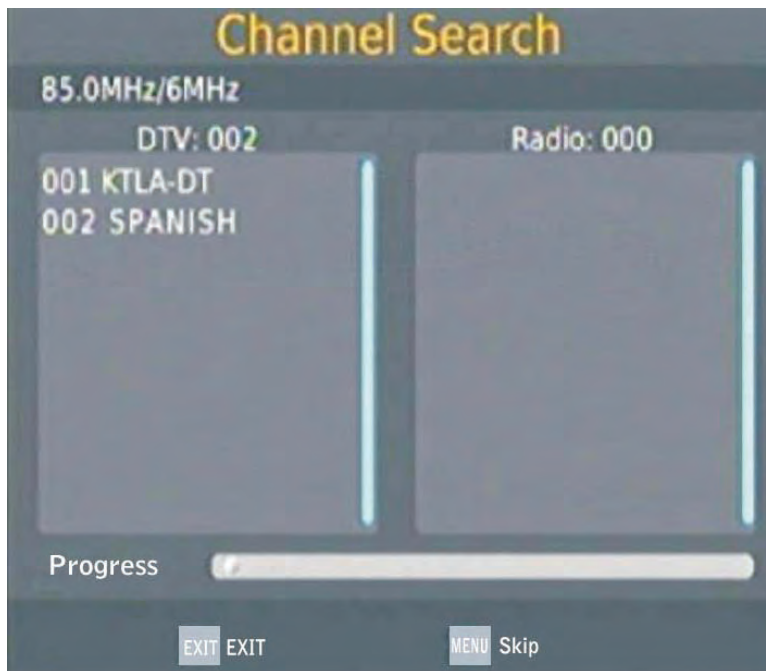 Channel Search
85.0MHz/6MHz
DTV: 002
Radio: 000
001 KTLA-DT
002 SPANISH
Progress
EXIT EXIT
MENU Skip